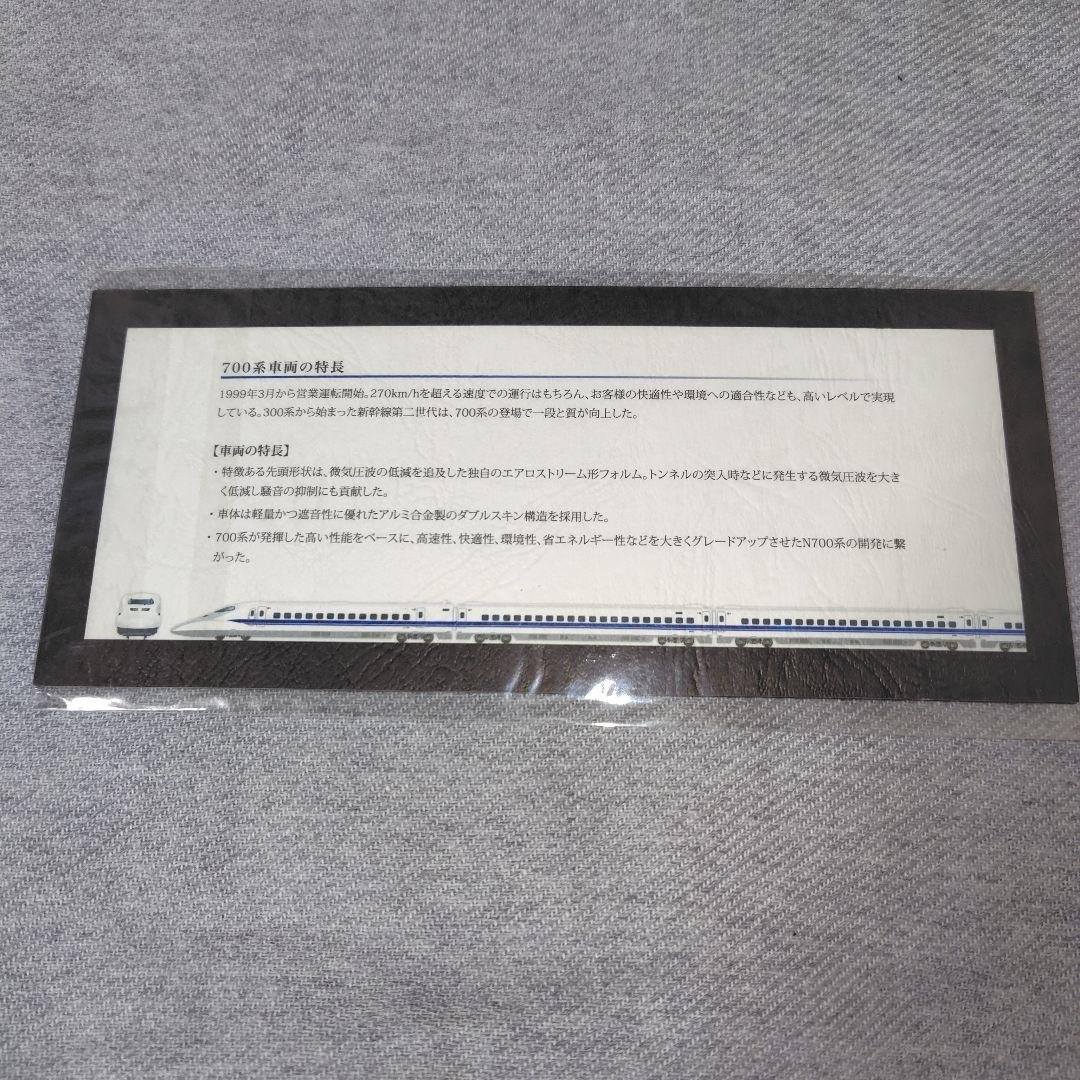 700系車両の特長
1999年3月から営業運転開始。270km/hを超える速度での運行はもちろん、お客様の快適性や環境への適合性なども、高いレベルで実現
している。300系から始まった新幹線第二世代は、700系の登場で一段と質が向上した。
【車両の特長】
・特徴ある先頭形状は、微気圧波の低減を追及した独自のエアロストリーム形フォルム。トンネルの突入時などに発生する微気圧波を大き
く低減し騒音の抑制にも貢献した。
・車体は軽量かつ遮音性に優れたアルミ合金製のダブルスキン構造を採用した。
・700系が発揮した高い性能をベースに、高速性、快適性、環境性、省エネルギー性などを大きくグレードアップさせたN700系の開発に繋
がった。